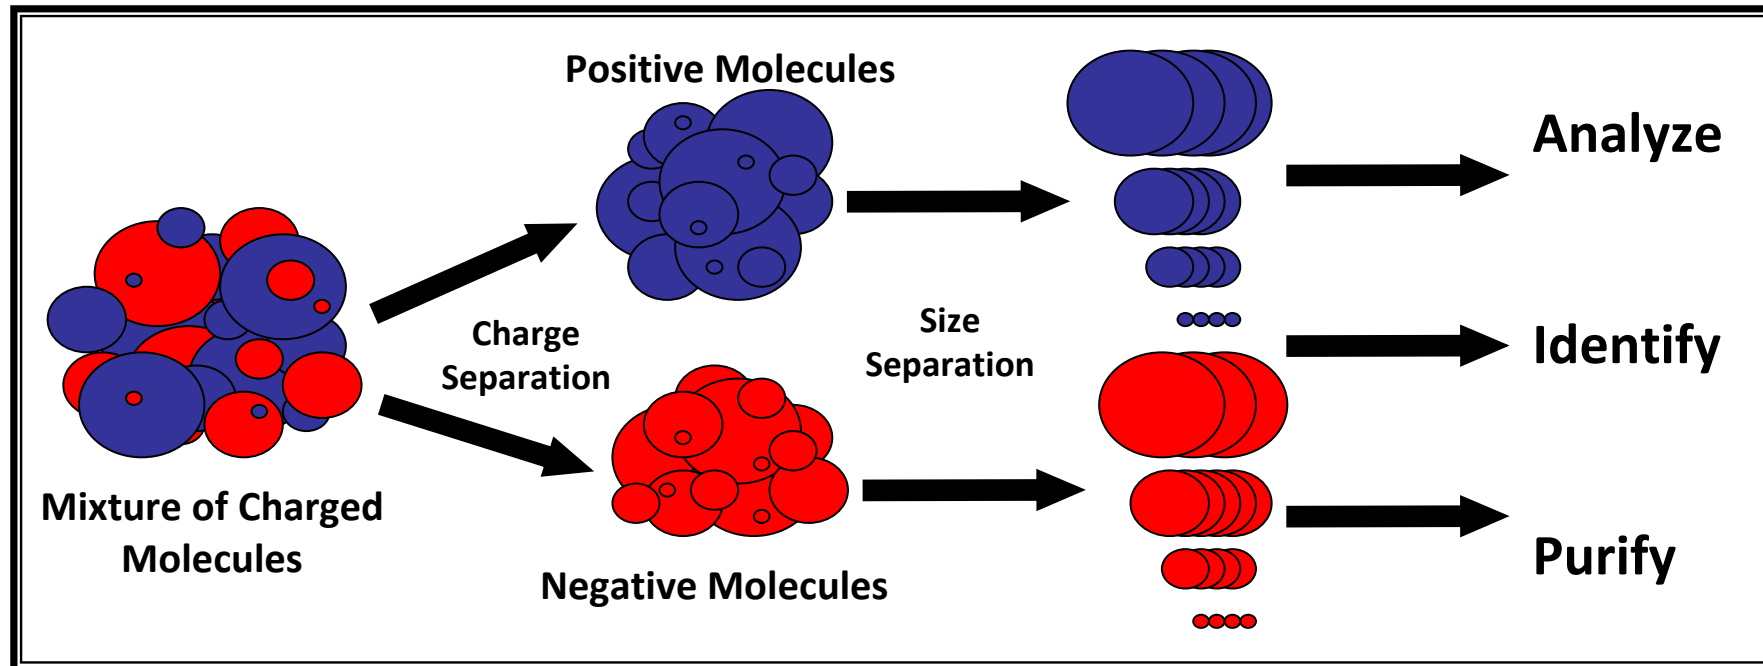 Positive Molecules
Analyze
Charge
Separation
Size
Separation
Identify
Mixture of Charged
Molecules
Negative Molecules
Purify